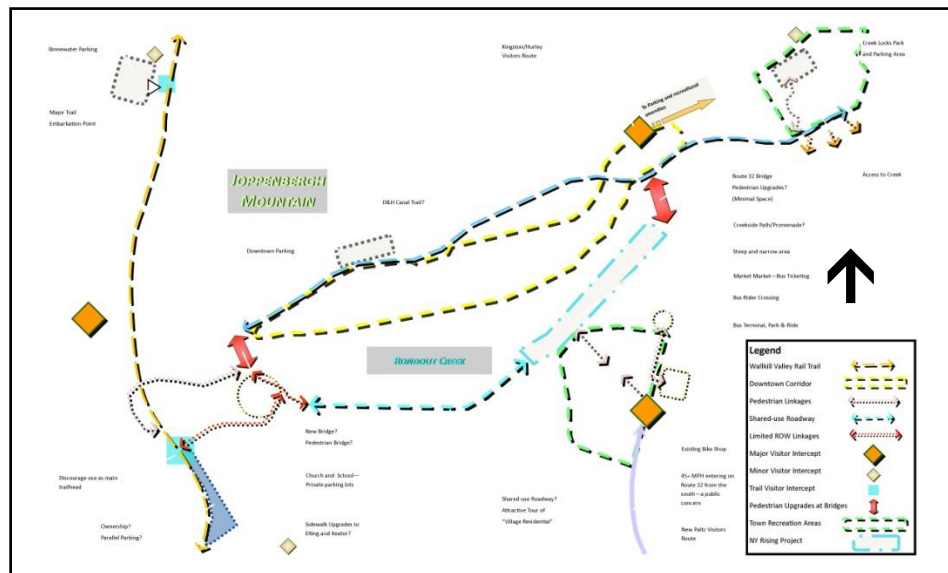 Binnewater Parking
Major Trail
Embarkation Point
Kingston/Hurley
Visitors Route
To Parking and recreational
amenities
Creek Locks Park
and Parking Area
JOPPENBERGH
MOUNTAIN
D&H Canal Trail?
Downtown Parking
Route 32 Bridge
Pedestrian Upgrades?
(Minimal Space)
Access to Creek
Creekside Path/Promenade?
Steep and narrow area
Market Market—Bus Ticketing
Bus Rider Crossing
Bus Terminal, Park-&-Ride
RONDOUT CREEK
New Bridge?
Pedestrian Bridge?
Church and School—
Private parking lots
Discourage use as main
trailhead
Ownership?
Parallel Parking?
Sidewalk Upgrades to
Elting and Keator?
Shared-use Roadway?
Attractive Tour of
"Village Residential"
Existing Bike Shop
45+ MPH entering on
Route 32 from the
south—a public
concern
New Paltz Visitors
Route
Legend
Wallkill Valley Rail Trail
Downtown Corridor
Pedestrian Linkages
Shared-use Roadway
Limited ROW Linkages
Major Visitor Intercept
Minor Visitor Intercept
Trail Visitor Intercept
Pedestrian Upgrades at Bridges
Town Recreation Areas
NY Rising Project